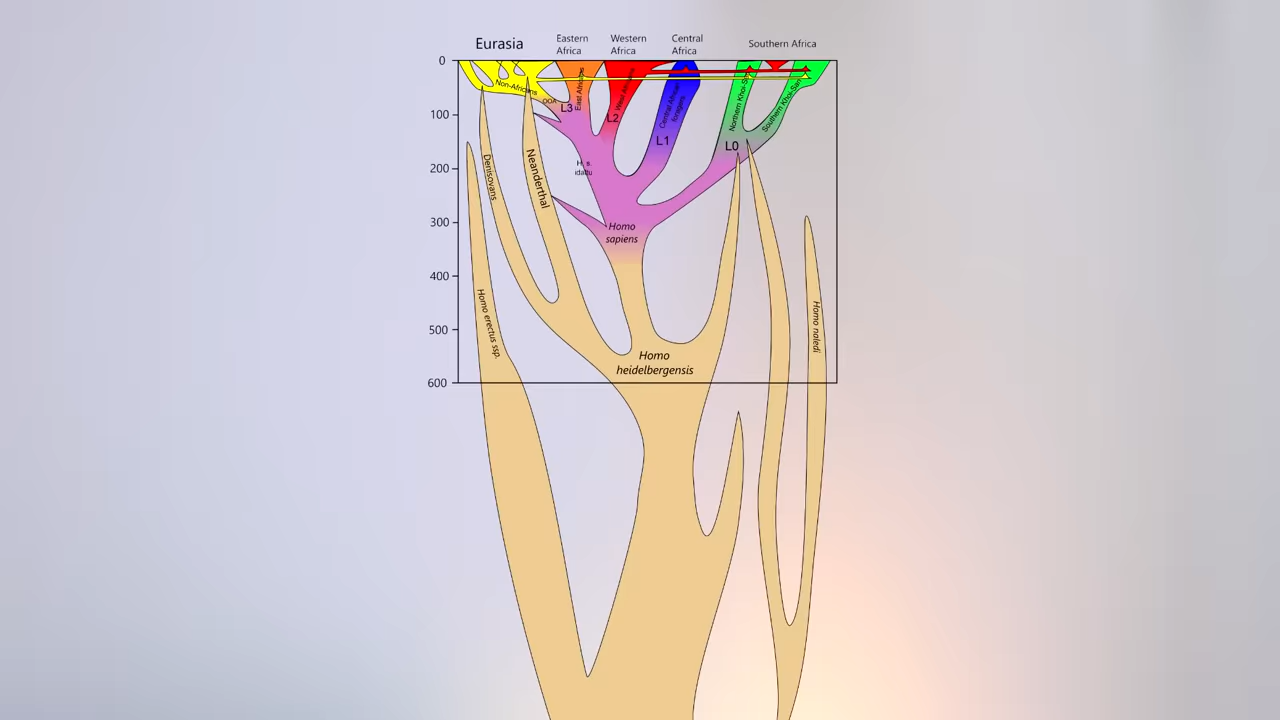 Eurasia
Eastern
Africa
Western
Africa
Central
Africa
Southern Africa
0
100
200
300
400
500
600
Non-Africans
OOA
L3
East Africans
L2
West Africans
L1
Central African
foragers
L0
Northern Khoi-San
Southern Khoi-San
H. s.
idaltu
Denisovans
Neanderthal
Homo
sapiens
Homo erectus ssp.
Homo
heidelbergensis
Homo naledi